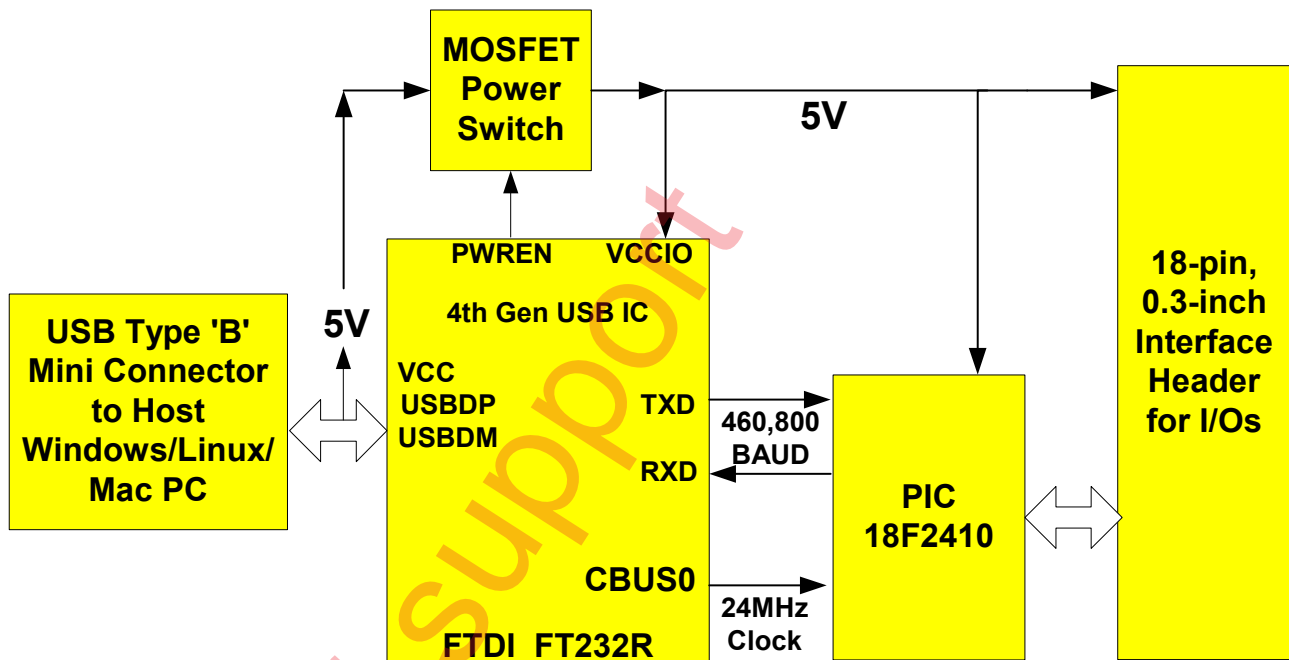 MOSFET
Power
Switch
5V
PWREN
VCCIO
4th Gen USB IC
USB Type 'B'
Mini Connector
to Host
Windows/Linux/
Mac PC
5V
VCC
USBDP
USBDM
TXD
RXD
460,800
BAUD
PIC
18F2410
18-pin,
0.3-inch
Interface
Header
for I/Os
CBUS0
24MHz
Clock
FTDI FT232R
support